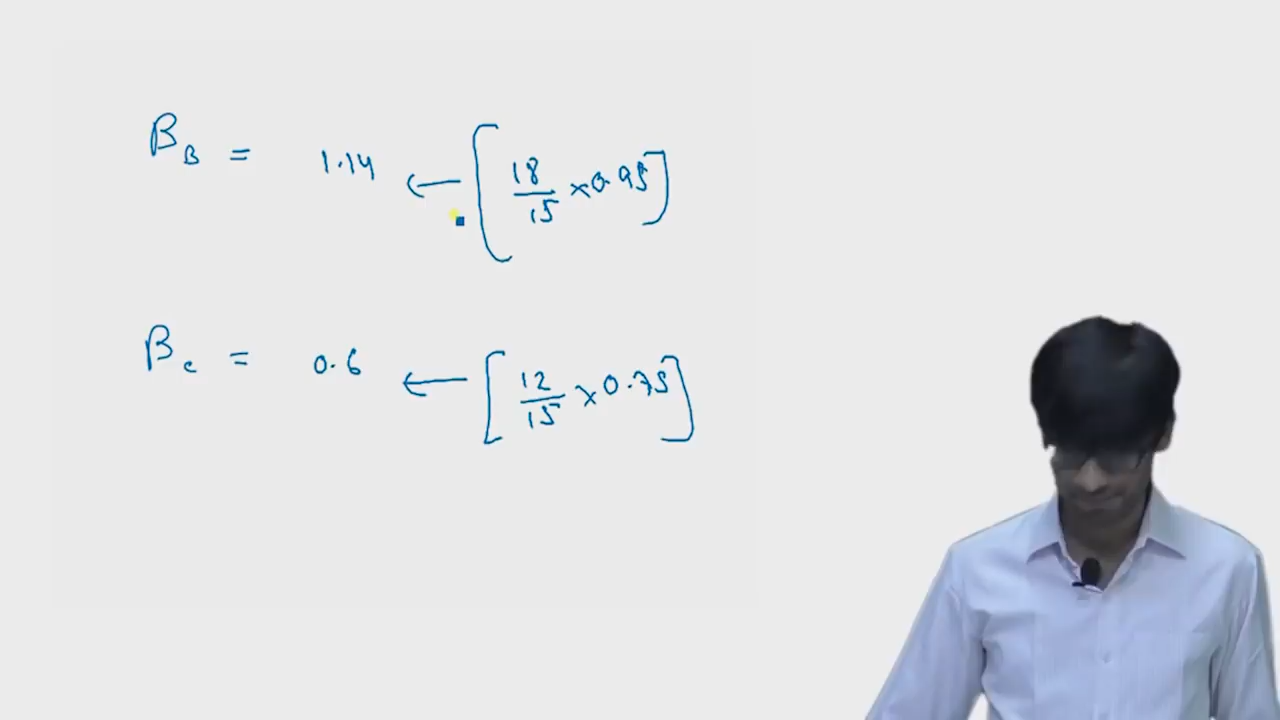 β_B = 1.14 ← [18/15 × 0.95]
β_c = 0.6 ← [12/15 × 0.75]